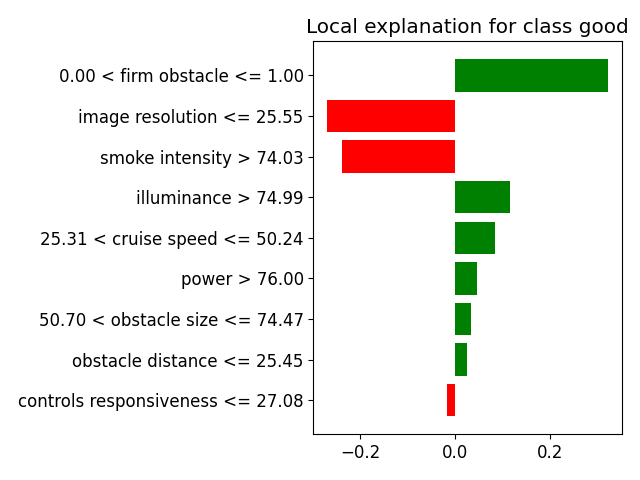 Local explanation for class good
0.00 < firm obstacle <= 1.00
image resolution <= 25.55
smoke intensity > 74.03
illuminance > 74.99
25.31 < cruise speed <= 50.24
power > 76.00
50.70 < obstacle size <= 74.47
obstacle distance <= 25.45
controls responsiveness <= 27.08
−0.2 0.0 0.2